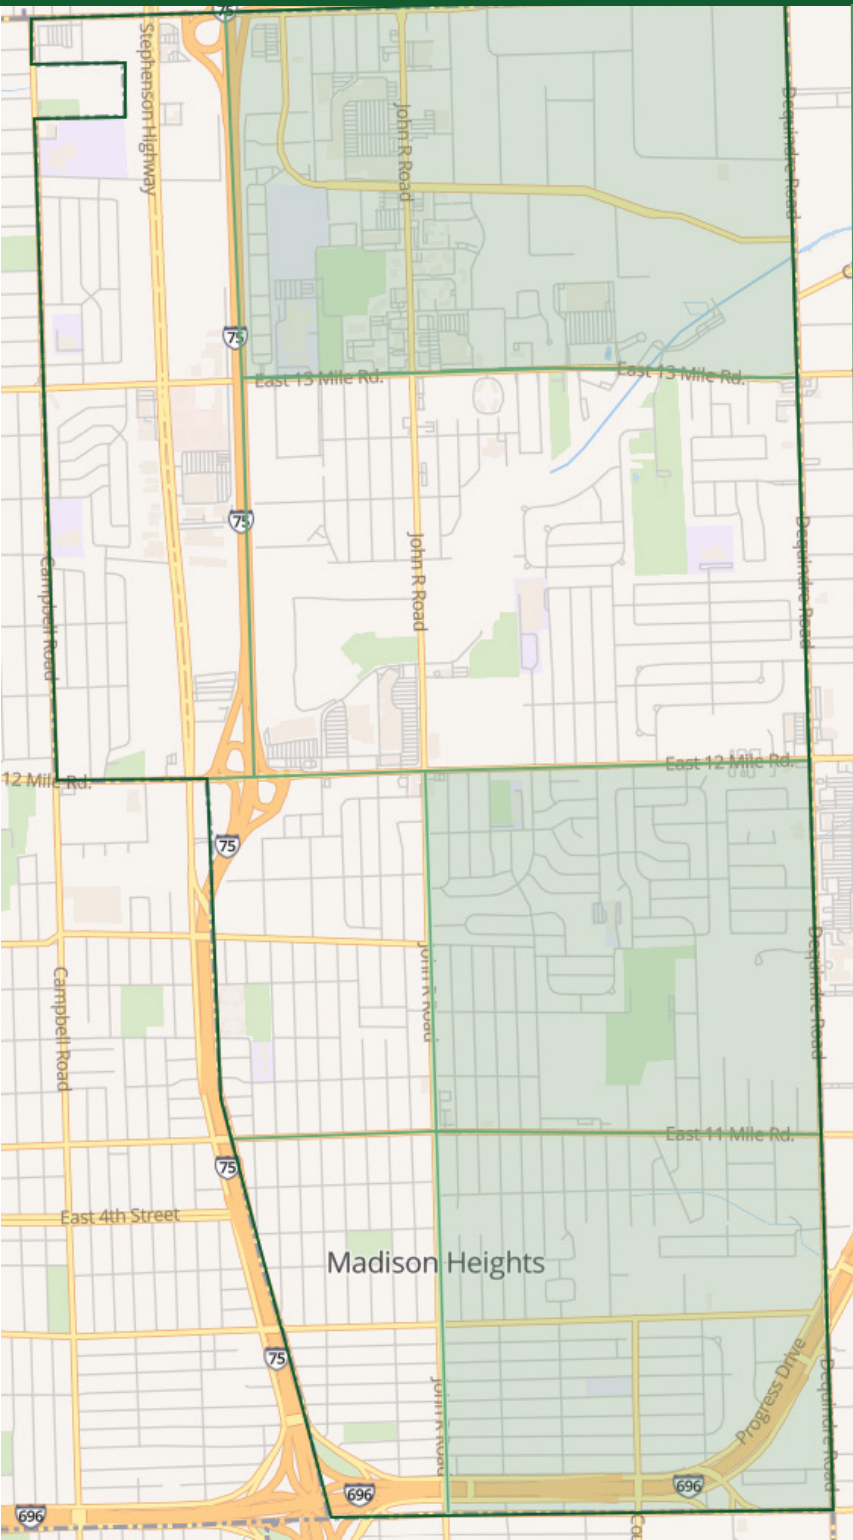 75
Stephenson Highway
John R Road
Dequindre Road
75
East 13 Mile Rd.
East 13 Mile Rd.
75
Campbell Road
John R Road
Dequindre Road
12 Mile Rd.
East 12 Mile Rd.
75
Campbell Road
John R Road
Dequindre Road
East 11 Mile Rd.
75
East 4th Street
Madison Heights
75
John R Road
Progress Drive
Dequindre Road
696
696
696
Cou